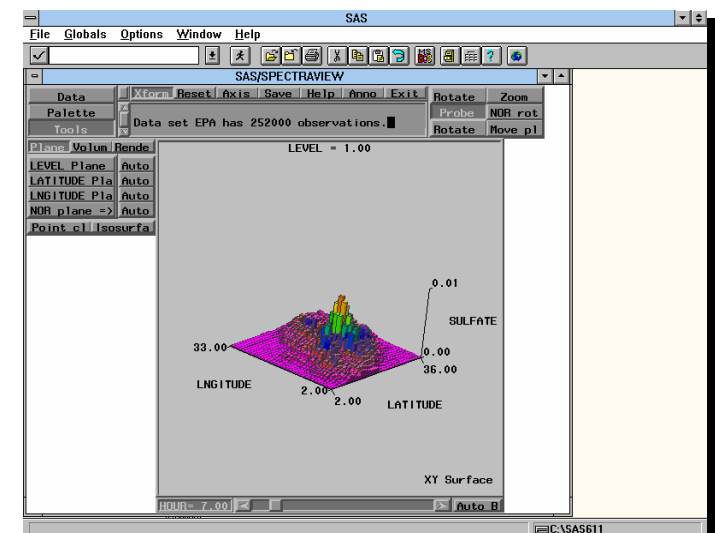 SAS
File Globals Options Window Help
MS DOS
SAS/SPECTRAVIEW
Data
Palette
Tools
Xform Reset Axis Save Help Anno Exit
Data set EPA has 252000 observations.
Rotate Zoom
Probe NOR rot
Rotate Move pl
Plane Volum Rende
LEVEL Plane Auto
LATITUDE Pla Auto
LNGITUDE Pla Auto
NOR plane => Auto
Point cl Isosurfa
LEVEL = 1.00
0.01
SULFATE
33.00
0.00
36.00
LNGITUDE
2.00
2.00
LATITUDE
XY Surface
HOUR= 7.00
Auto B
C:\SAS611